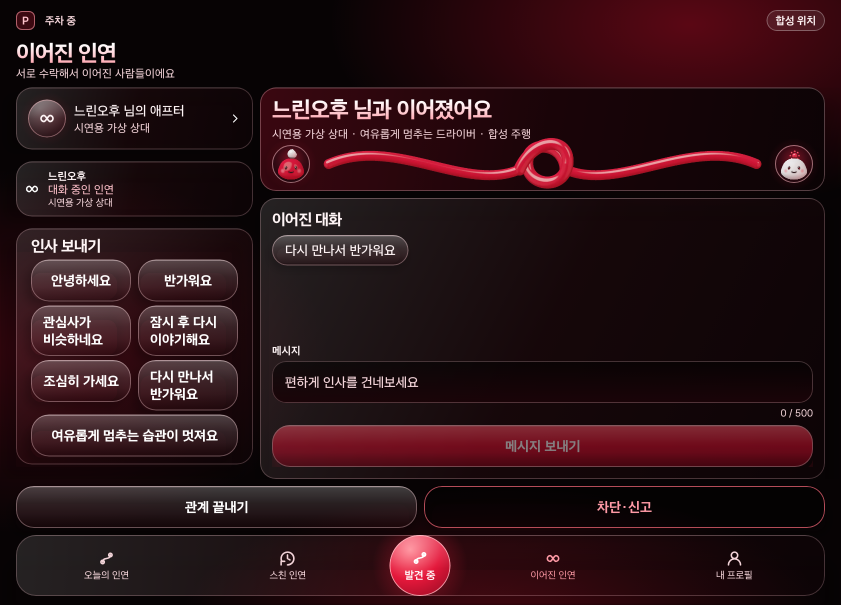 P 주차 중
합성 위치
이어진 인연
서로 수락해서 이어진 사람들이에요
느린오후 님의 애프터
시연용 가상 상대
느린오후
대화 중인 인연
시연용 가상 상대
인사 보내기
안녕하세요
반가워요
관심사가
비슷하네요
잠시 후 다시
이야기해요
조심히 가세요
다시 만나서
반가워요
여유롭게 멈추는 습관이 멋져요
느린오후 님과 이어졌어요
시연용 가상 상대 · 여유롭게 멈추는 드라이버 · 합성 주행
이어진 대화
다시 만나서 반가워요
메시지
편하게 인사를 건네보세요
0 / 500
메시지 보내기
관계 끝내기
차단·신고
오늘의 인연
스친 인연
발견 중
이어진 인연
내 프로필